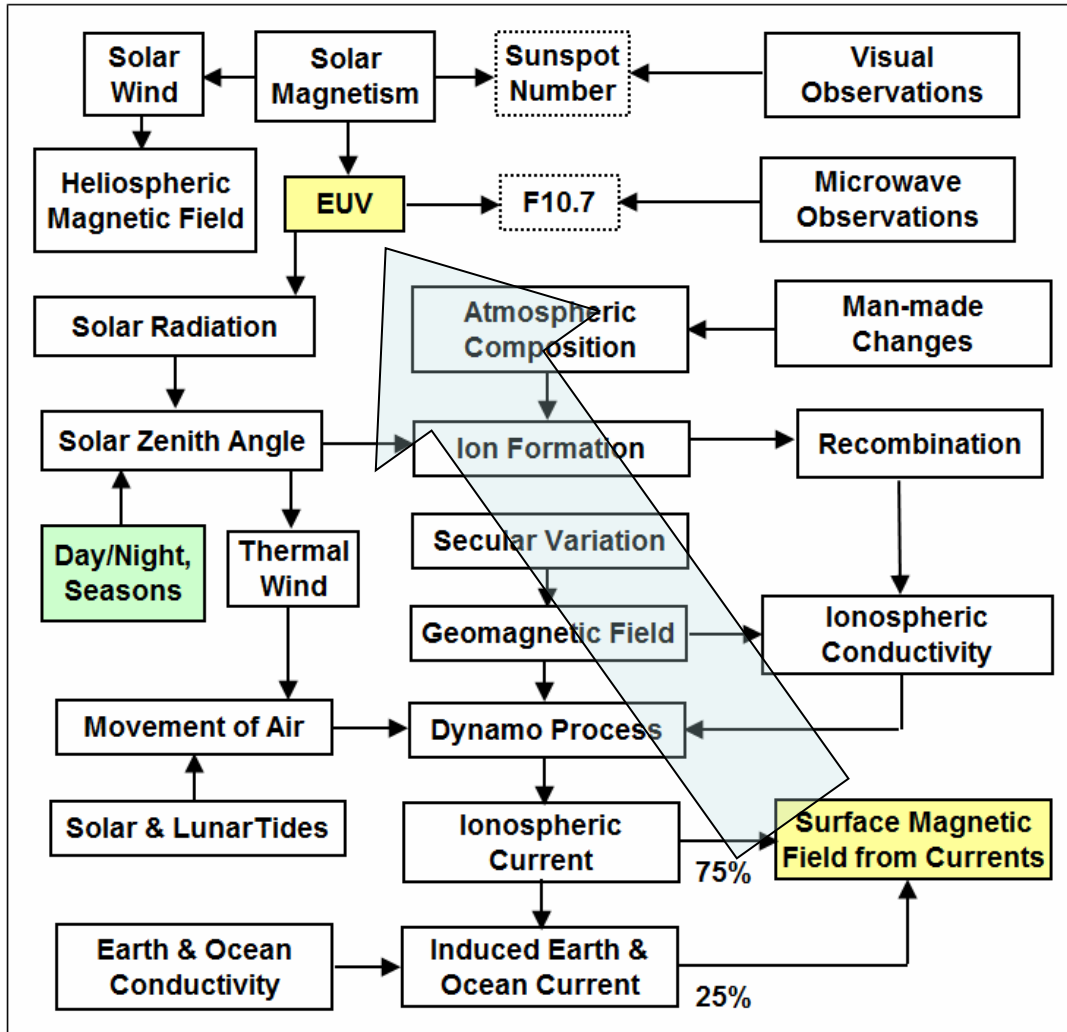 Solar
Wind
Solar
Magnetism
Sunspot
Number
Visual
Observations
Heliospheric
Magnetic Field
EUV
F10.7
Microwave
Observations
Solar Radiation
Atmospheric
Composition
Man-made
Changes
Solar Zenith Angle
Ion Formation
Recombination
Day/Night,
Seasons
Thermal
Wind
Secular Variation
Geomagnetic Field
Ionospheric
Conductivity
Movement of Air
Dynamo Process
Solar & Lunar Tides
Ionospheric
Current
75%
Surface Magnetic
Field from Currents
Earth & Ocean
Conductivity
Induced Earth &
Ocean Current
25%